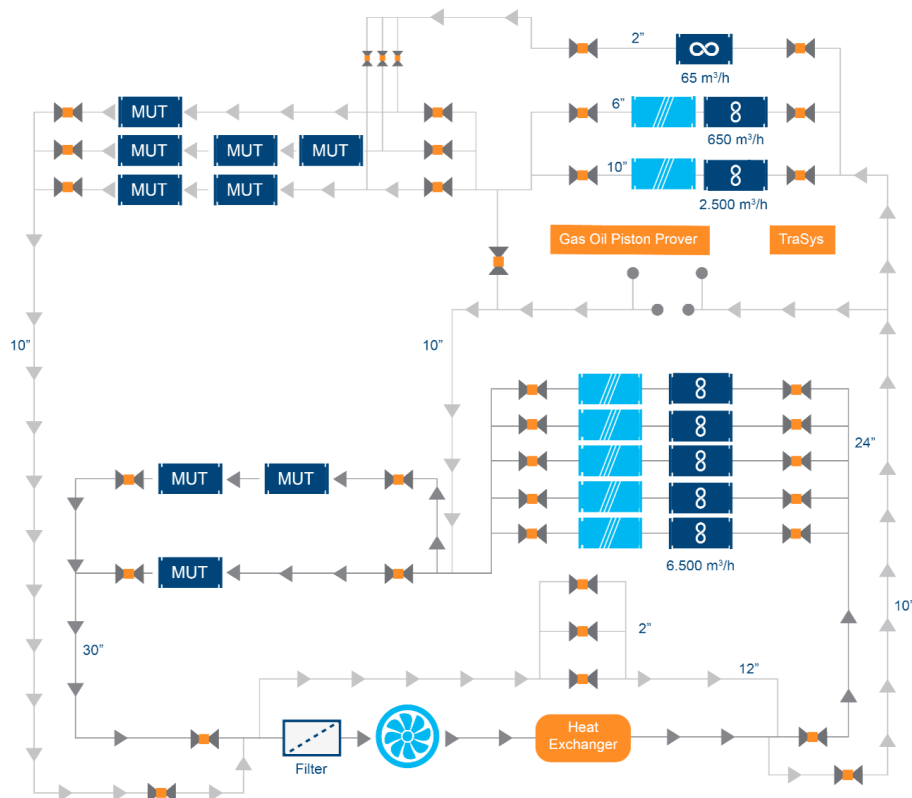 2”
65 m³/h
MUT
6”
650 m³/h
MUT
MUT
MUT
MUT
MUT
10”
2.500 m³/h
Gas Oil Piston Prover
TraSys
10”
10”
24”
MUT
MUT
MUT
6.500 m³/h
10”
2”
30”
12”
Heat
Exchanger
Filter